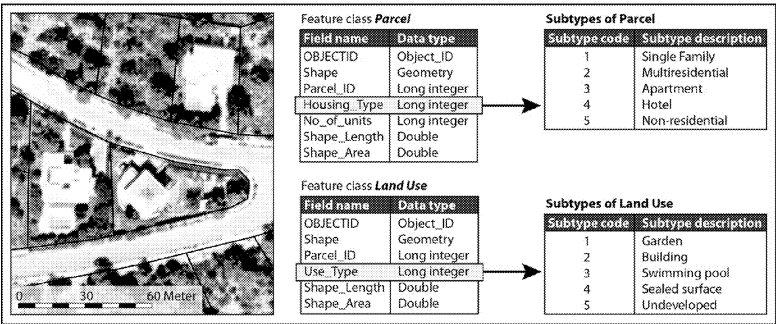 Feature class Parcel
Field name Data type
OBJECTID Object_ID
Shape Geometry
Parcel_ID Long integer
Housing_Type Long integer
No_of_units Long integer
Shape_Length Double
Shape_Area Double
Subtypes of Parcel
Subtype code Subtype description
1 Single Family
2 Multiresidential
3 Apartment
4 Hotel
5 Non-residential
Feature class Land Use
Field name Data type
OBJECTID Object_ID
Shape Geometry
Parcel_ID Long integer
Use_Type Long integer
Shape_Length Double
Shape_Area Double
Subtypes of Land Use
Subtype code Subtype description
1 Garden
2 Building
3 Swimming pool
4 Sealed surface
5 Undeveloped
0 30 60 Meter